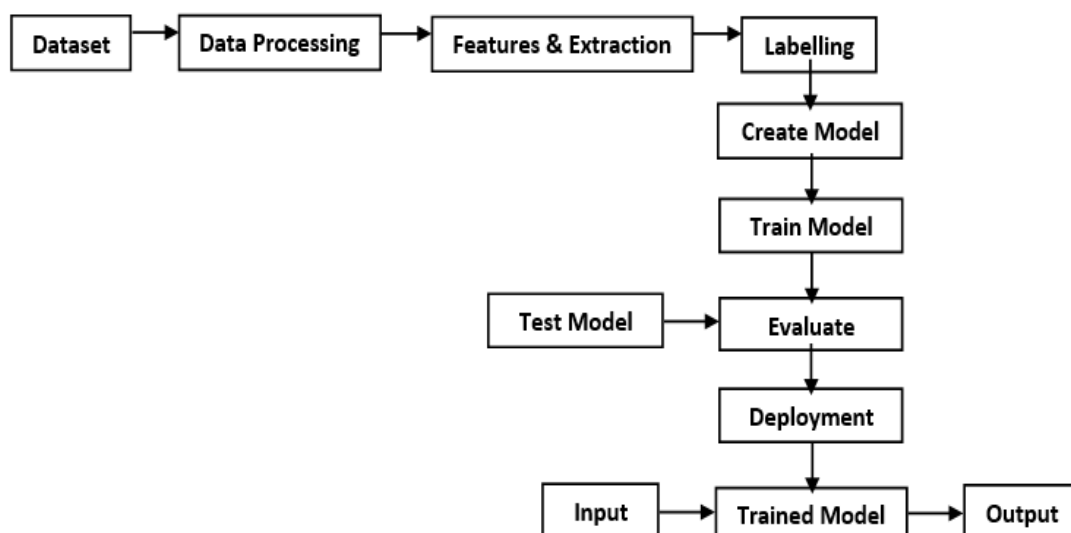 Dataset
Data Processing
Features & Extraction
Labelling
Create Model
Train Model
Test Model
Evaluate
Deployment
Input
Trained Model
Output